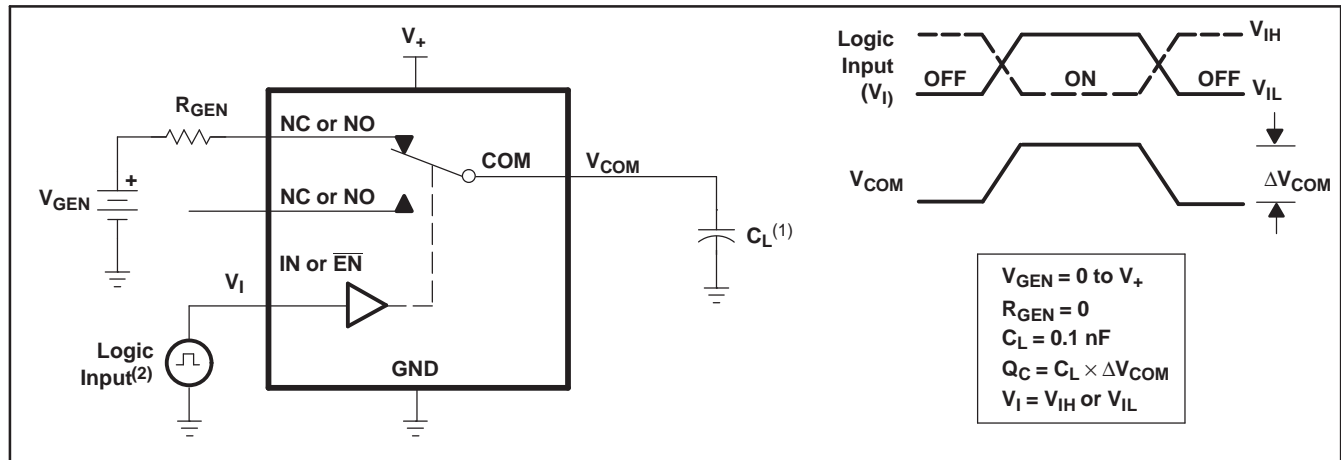 V+
RGEN
NC or NO
COM
VCOM
VGEN
+
NC or NO
CL(1)
IN or E̅N̅
VI
Logic
Input(2)
GND
Logic
Input
(VI)
OFF
ON
OFF
VIH
VIL
VCOM
ΔVCOM
VGEN = 0 to V+
RGEN = 0
CL = 0.1 nF
QC = CL × ΔVCOM
VI = VIH or VIL